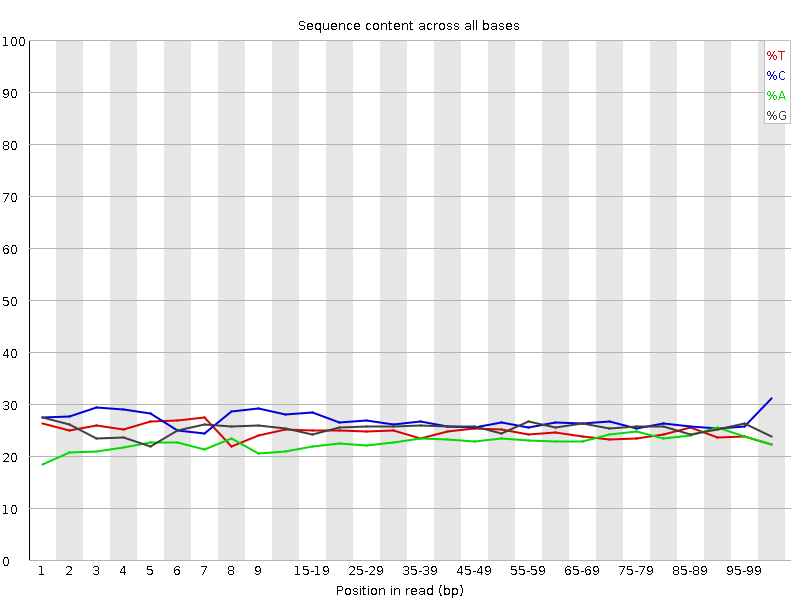 Sequence content across all bases
100
90
80
70
60
50
40
30
20
10
0
%T
%C
%A
%G
1 2 3 4 5 6 7 8 9 15-19 25-29 35-39 45-49 55-59 65-69 75-79 85-89 95-99
Position in read (bp)